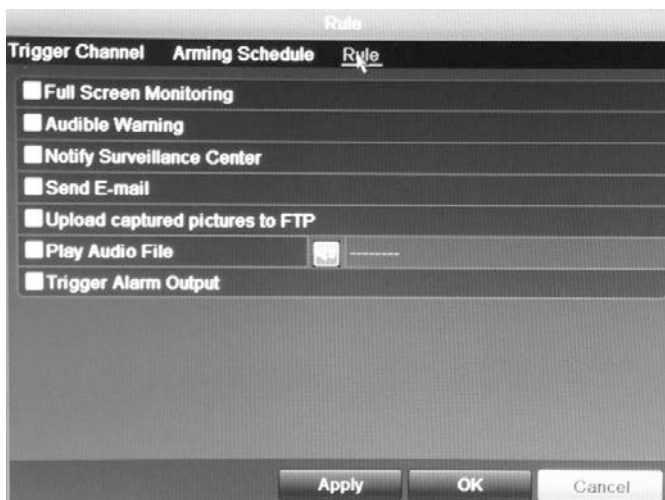 Rule
Trigger Channel Arming Schedule Rule
Full Screen Monitoring
Audible Warning
Notify Surveillance Center
Send E-mail
Upload captured pictures to FTP
Play Audio File --------
Trigger Alarm Output
Apply OK Cancel